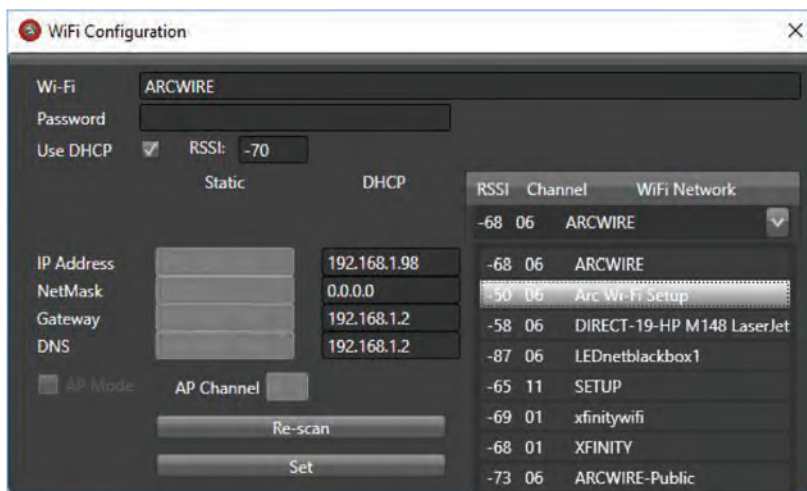 WiFi Configuration
Wi-Fi ARCWIRE
Password
Use DHCP RSSI: -70
Static DHCP
IP Address 192.168.1.98
NetMask 0.0.0.0
Gateway 192.168.1.2
DNS 192.168.1.2
AP Mode AP Channel
Re-scan
Set
RSSI Channel WiFi Network
-68 06 ARCWIRE
-68 06 ARCWIRE
-50 06 Arc Wi-Fi Setup
-58 06 DIRECT-19-HP M148 LaserJet
-87 06 LEDnetblackbox1
-65 11 SETUP
-69 01 xfinitywifi
-68 01 XFINITY
-73 06 ARCWIRE-Public